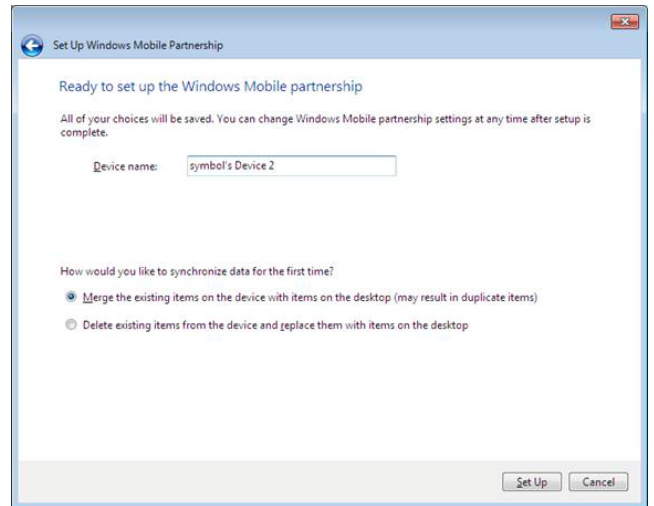 Set Up Windows Mobile Partnership
Ready to set up the Windows Mobile partnership
All of your choices will be saved. You can change Windows Mobile partnership settings at any time after setup is
complete.
Device name: symbol's Device 2
How would you like to synchronize data for the first time?
Merge the existing items on the device with items on the desktop (may result in duplicate items)
Delete existing items from the device and replace them with items on the desktop
Set Up Cancel